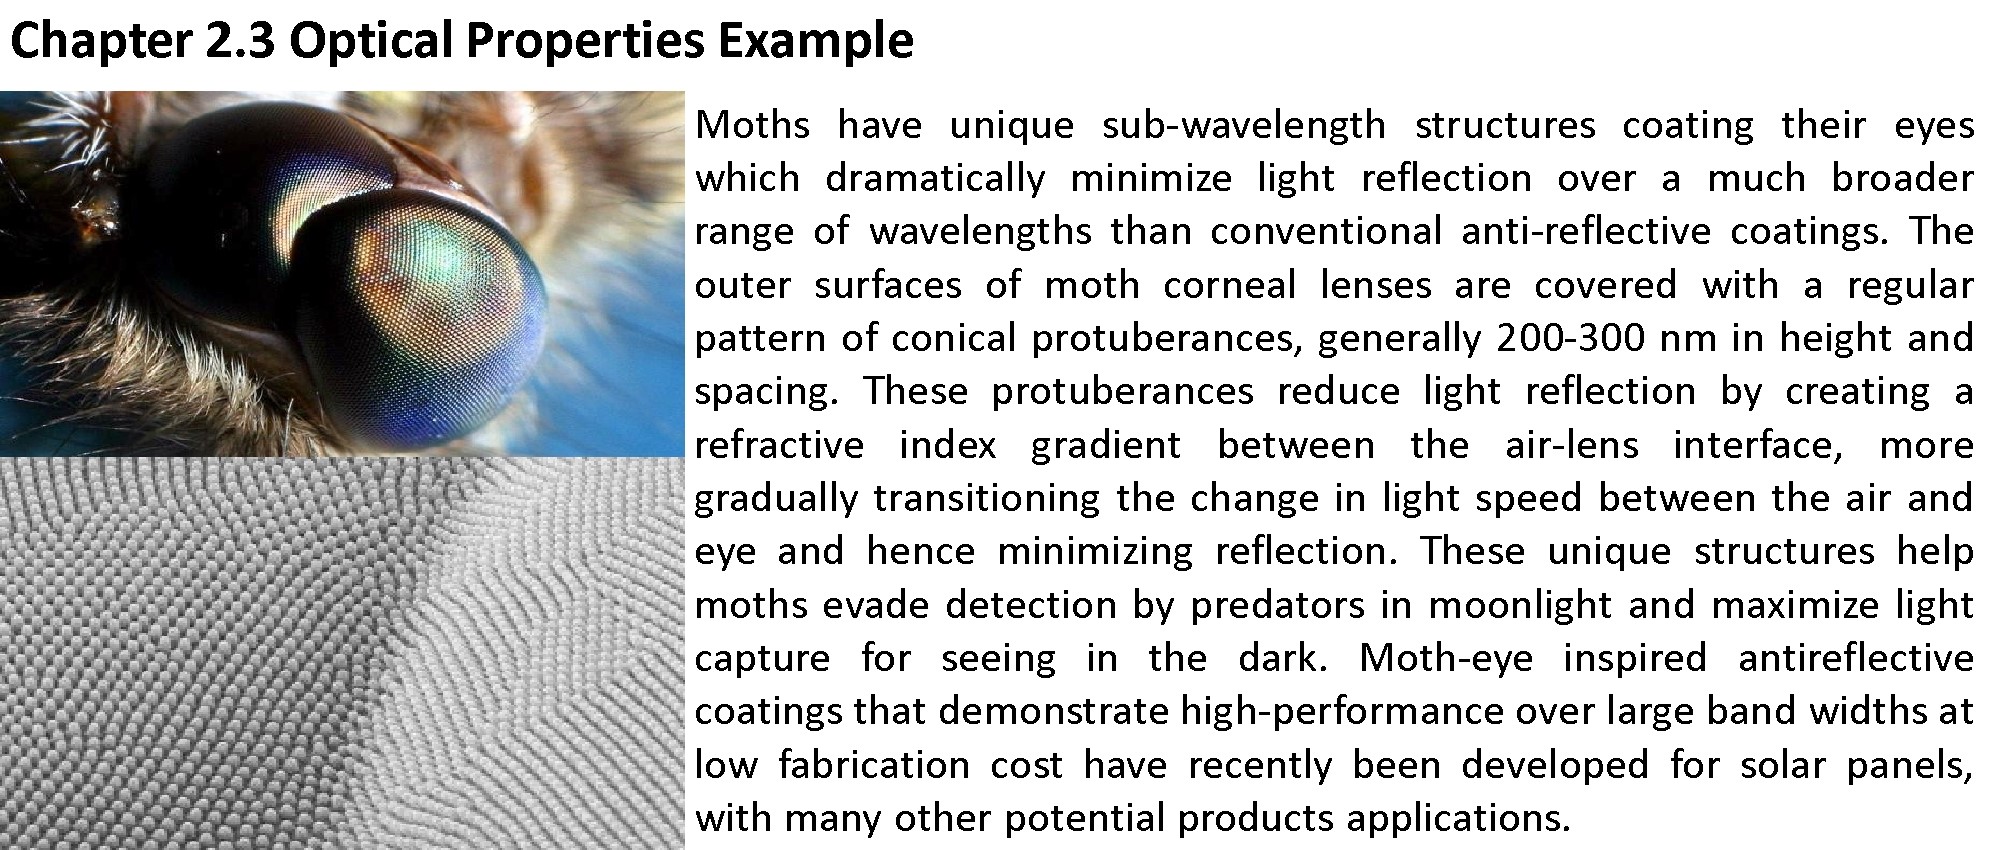 Chapter 2.3 Optical Properties Example
Moths have unique sub-wavelength structures coating their eyes
which dramatically minimize light reflection over a much broader
range of wavelengths than conventional anti-reflective coatings. The
outer surfaces of moth corneal lenses are covered with a regular
pattern of conical protuberances, generally 200-300 nm in height and
spacing. These protuberances reduce light reflection by creating a
refractive index gradient between the air-lens interface, more
gradually transitioning the change in light speed between the air and
eye and hence minimizing reflection. These unique structures help
moths evade detection by predators in moonlight and maximize light
capture for seeing in the dark. Moth-eye inspired antireflective
coatings that demonstrate high-performance over large band widths at
low fabrication cost have recently been developed for solar panels,
with many other potential products applications.